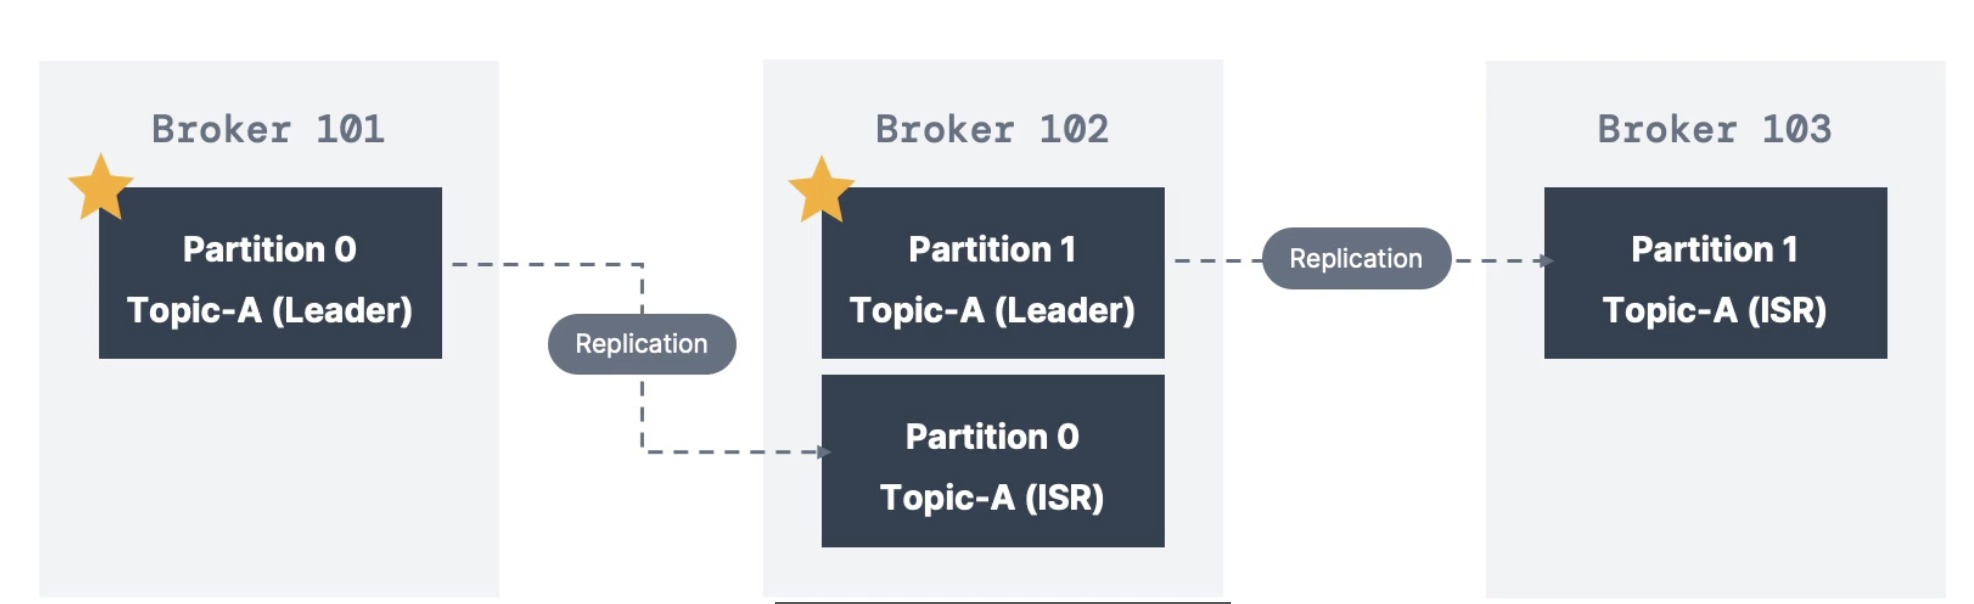 Broker 101
Partition 0
Topic-A (Leader)
Replication
Broker 102
Partition 1
Topic-A (Leader)
Partition 0
Topic-A (ISR)
Replication
Broker 103
Partition 1
Topic-A (ISR)